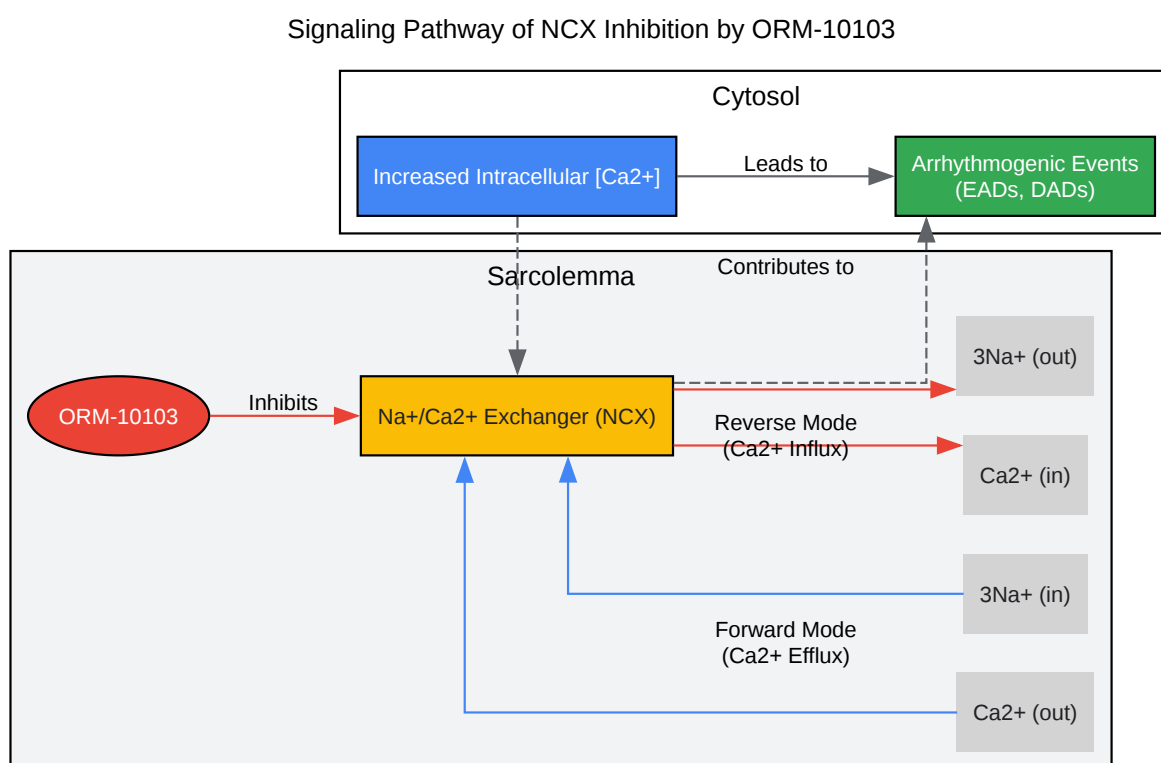 Signaling Pathway of NCX Inhibition by ORM-10103
Cytosol
Increased Intracellular [Ca2+]
Leads to
Arrhythmogenic Events
(EADs, DADs)
Contributes to
Sarcolemma
3Na+ (out)
ORM-10103
Inhibits
Na+/Ca2+ Exchanger (NCX)
Reverse Mode
(Ca2+ Influx)
Ca2+ (in)
3Na+ (in)
Forward Mode
(Ca2+ Efflux)
Ca2+ (out)